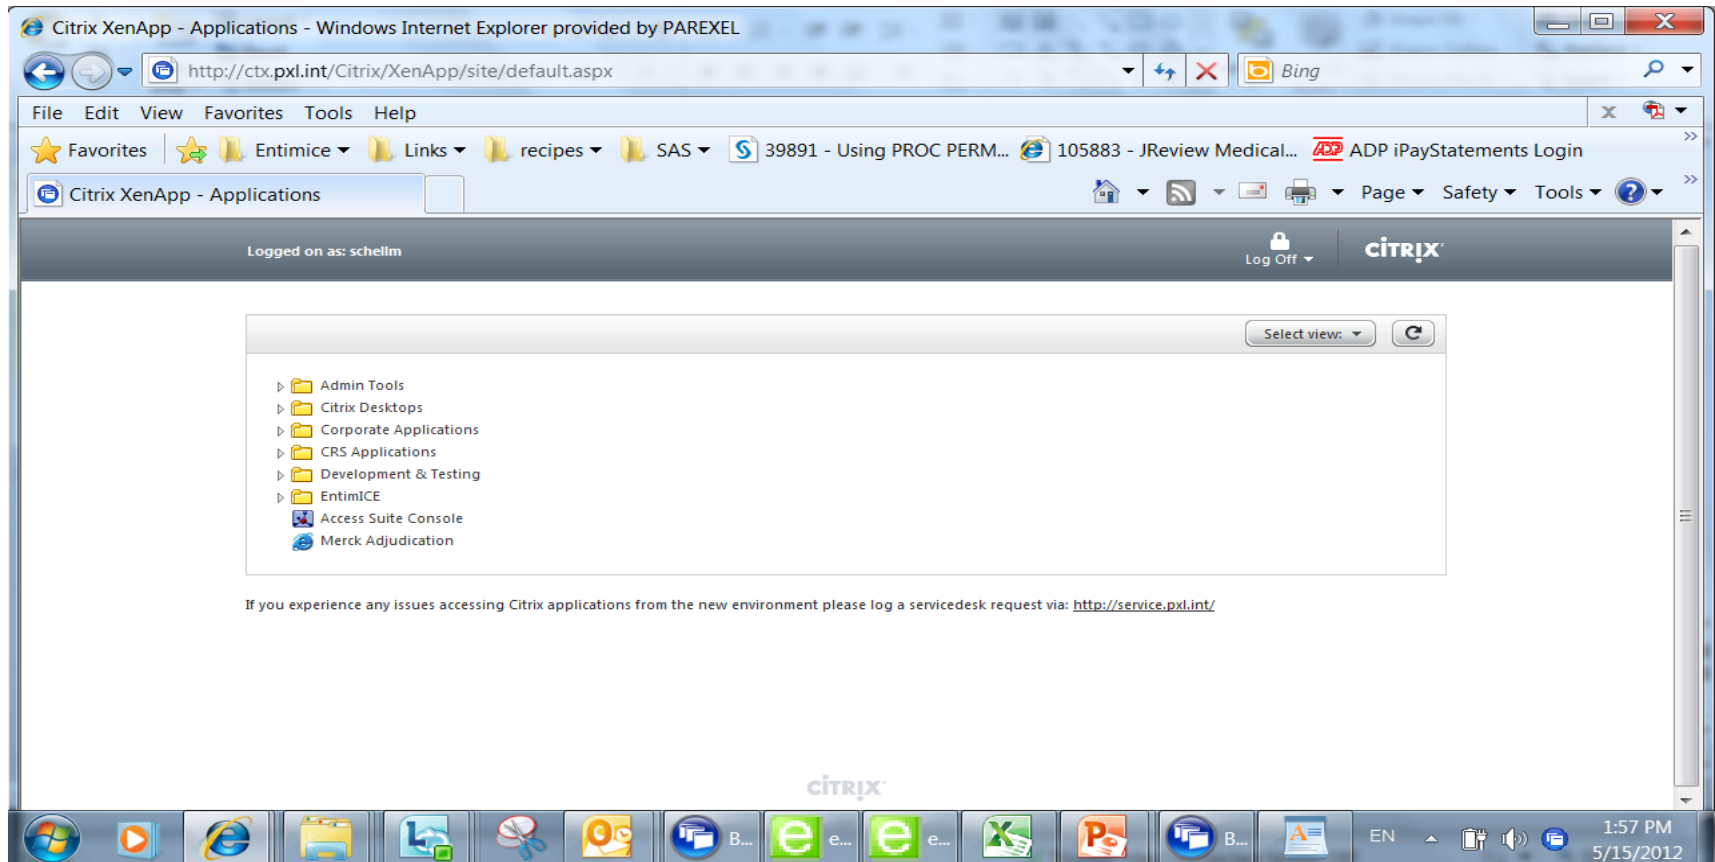 Citrix XenApp - Applications - Windows Internet Explorer provided by PAREXEL
http://ctx.pxl.int/Citrix/XenApp/site/default.aspx
Bing
File Edit View Favorites Tools Help
Favorites Entimice Links recipes SAS 39891 - Using PROC PERM... 105883 - JReview Medical... ADP ADP iPayStatements Login
Citrix XenApp - Applications
Page Safety Tools
Logged on as: schellm
Log Off
CITRIX
Select view:
Admin Tools
Citrix Desktops
Corporate Applications
CRS Applications
Development & Testing
EntimICE
Access Suite Console
Merck Adjudication
If you experience any issues accessing Citrix applications from the new environment please log a servicedesk request via: http://service.pxl.int/
CITRIX
B... e... e... B... EN
1:57 PM
5/15/2012